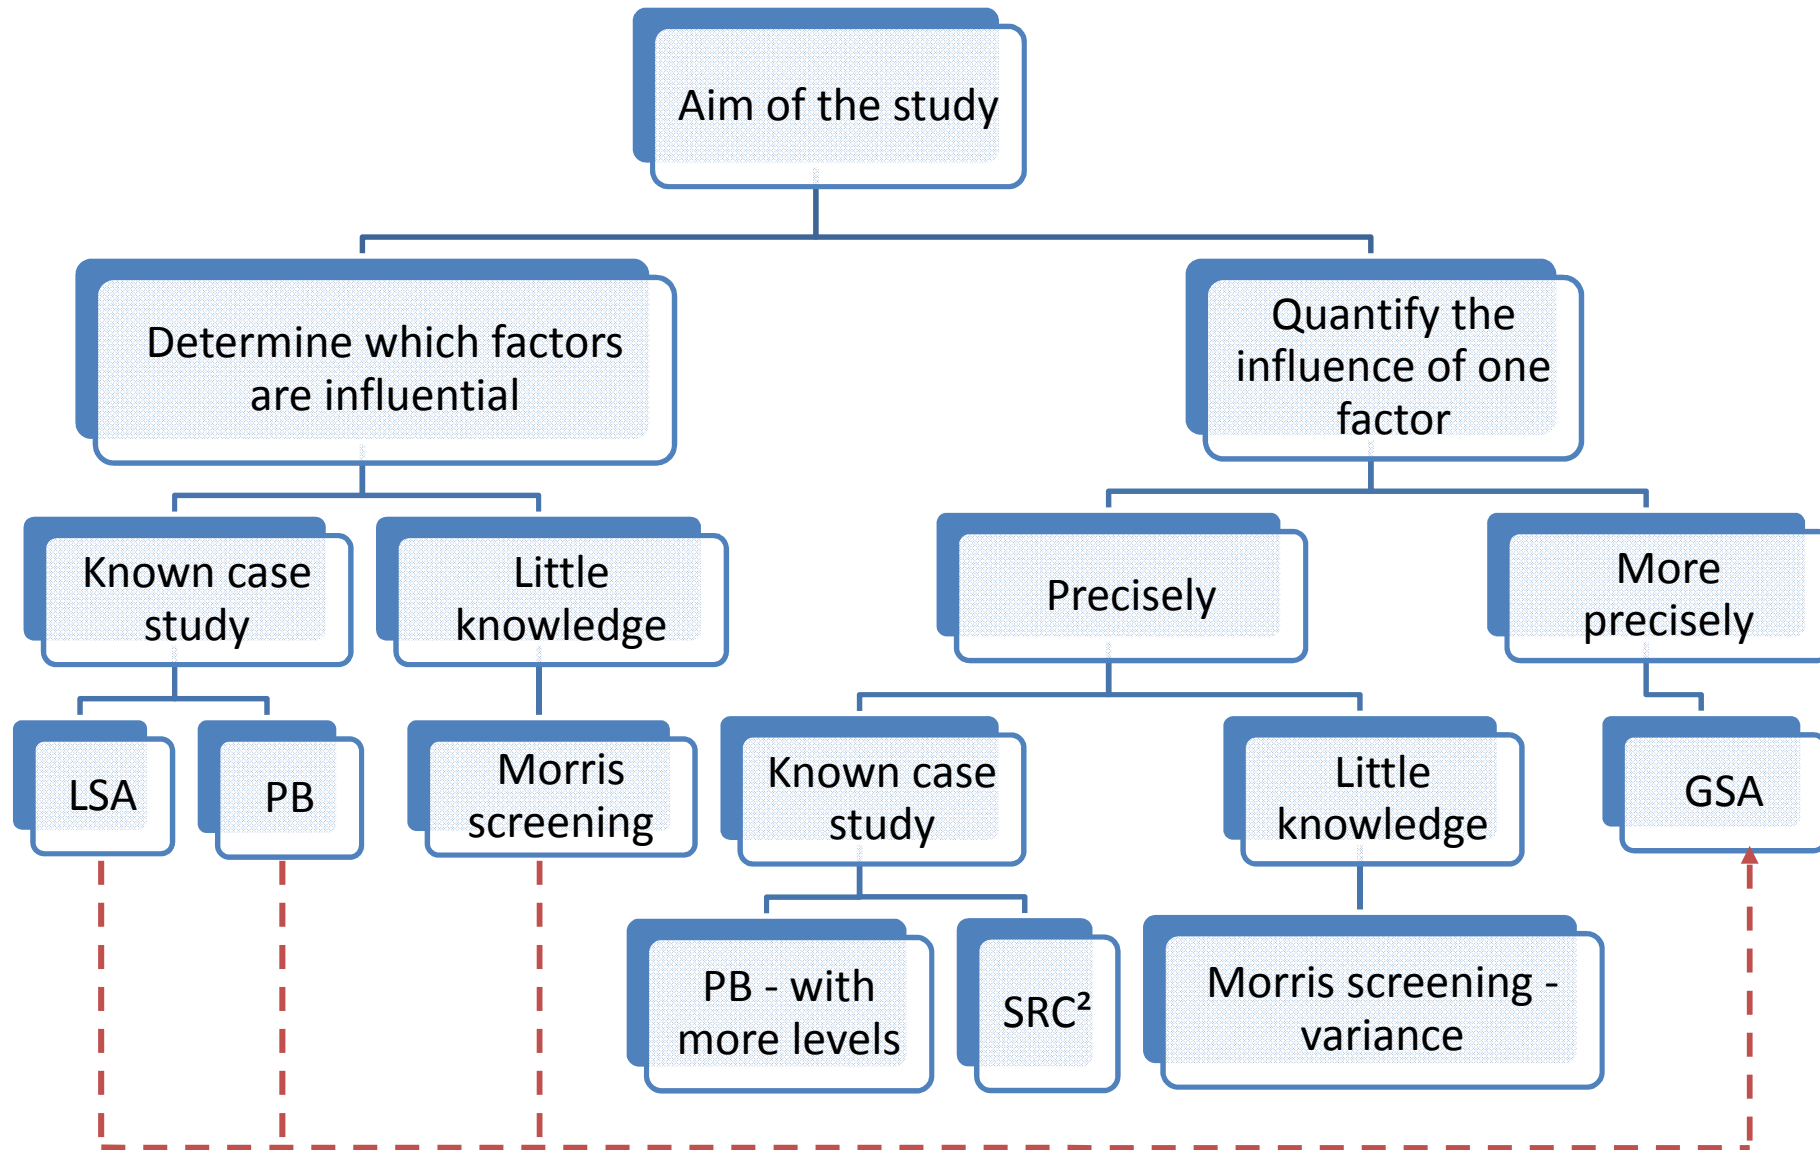 Aim of the study
Determine which factors
are influential
Quantify the
influence of one
factor
Known case
study
Little
knowledge
Precisely
More
precisely
LSA
PB
Morris
screening
Known case
study
Little
knowledge
GSA
PB - with
more levels
SRC²
Morris screening -
variance